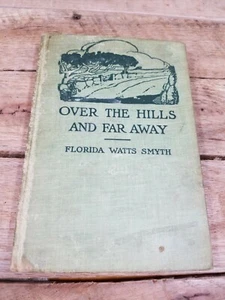 OVER THE HILLS
AND FAR AWAY
FLORIDA WATTS SMYTH